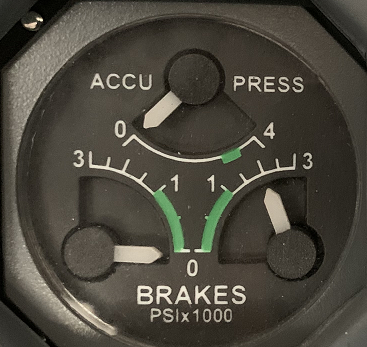 ACCU PRESS
0 4
3 1 1 3
0
BRAKES
PSIx1000